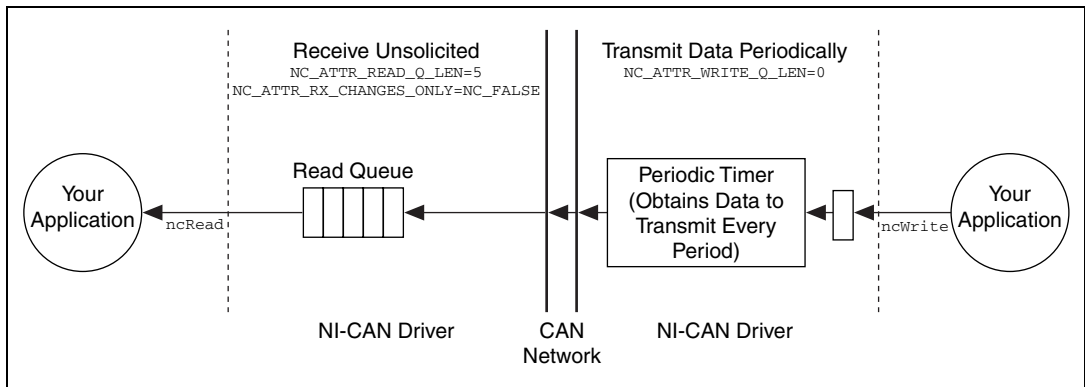 Receive Unsolicited
NC_ATTR_READ_Q_LEN=5
NC_ATTR_RX_CHANGES_ONLY=NC_FALSE
Transmit Data Periodically
NC_ATTR_WRITE_Q_LEN=0
Your
Application
ncRead
Read Queue
Periodic Timer
(Obtains Data to
Transmit Every
Period)
ncWrite
Your
Application
NI-CAN Driver
CAN
Network
NI-CAN Driver